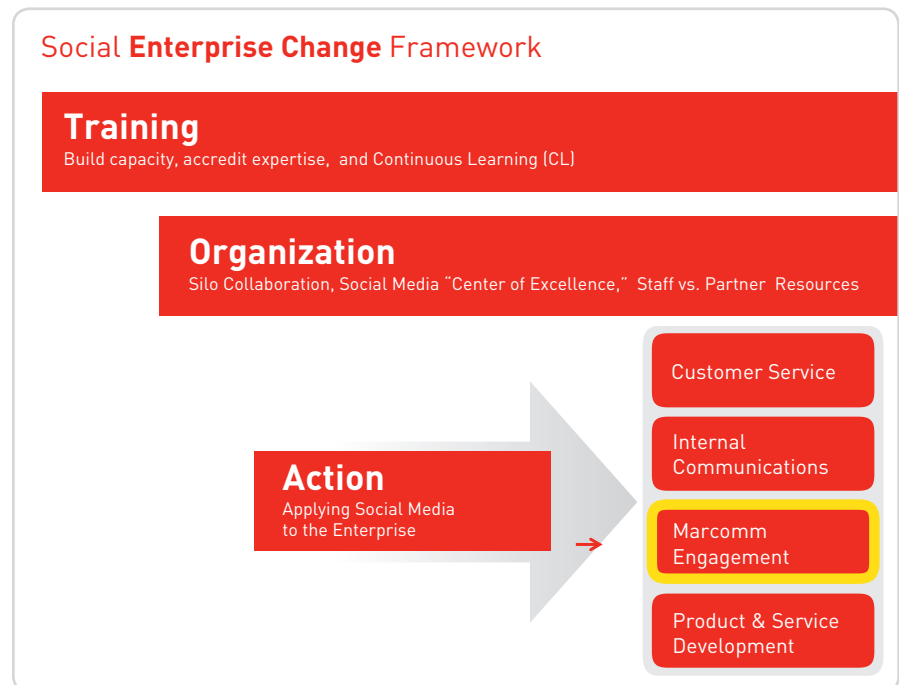 Social Enterprise Change Framework
Training
Build capacity, accredit expertise, and Continuous Learning (CL)
Organization
Silo Collaboration, Social Media “Center of Excellence,” Staff vs. Partner Resources
Action
Applying Social Media
to the Enterprise
Customer Service
Internal
Communications
Marcomm
Engagement
Product & Service
Development